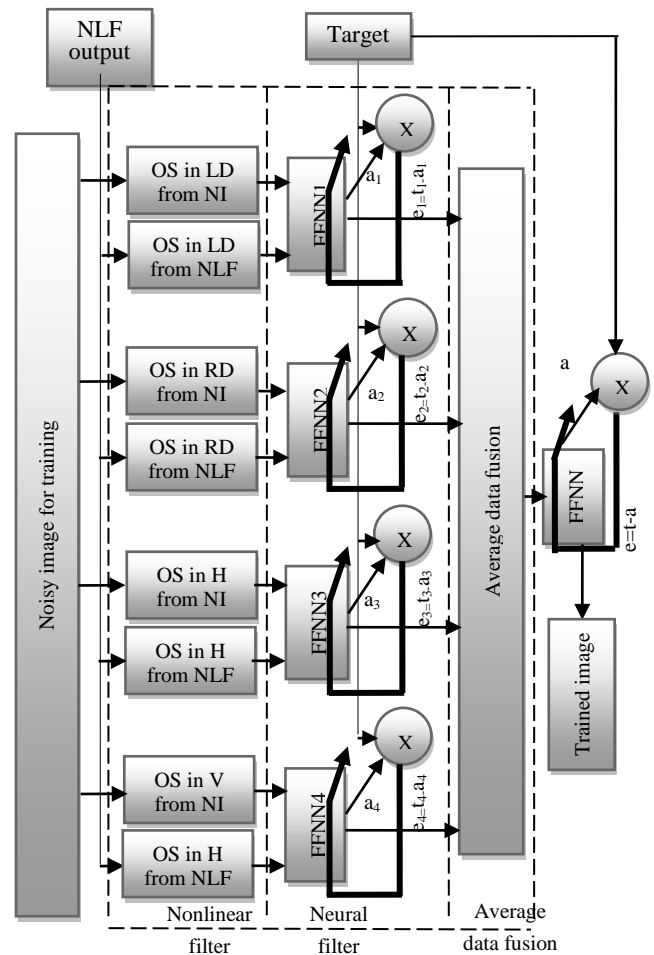 NLF
output
Target
Noisy image for training
OS in LD
from NI
OS in LD
from NLF
FFNN1
a1
X
e1=t1-a1
OS in RD
from NI
OS in RD
from NLF
FFNN2
a2
X
e2=t2-a2
OS in H
from NI
OS in H
from NLF
FFNN3
a3
X
e3=t3-a3
OS in V
from NI
OS in H
from NLF
FFNN4
a4
X
e4=t4-a4
Average data fusion
a
X
FFNN
e=t-a
Trained image
Nonlinear
filter
Neural
filter
Average
data fusion